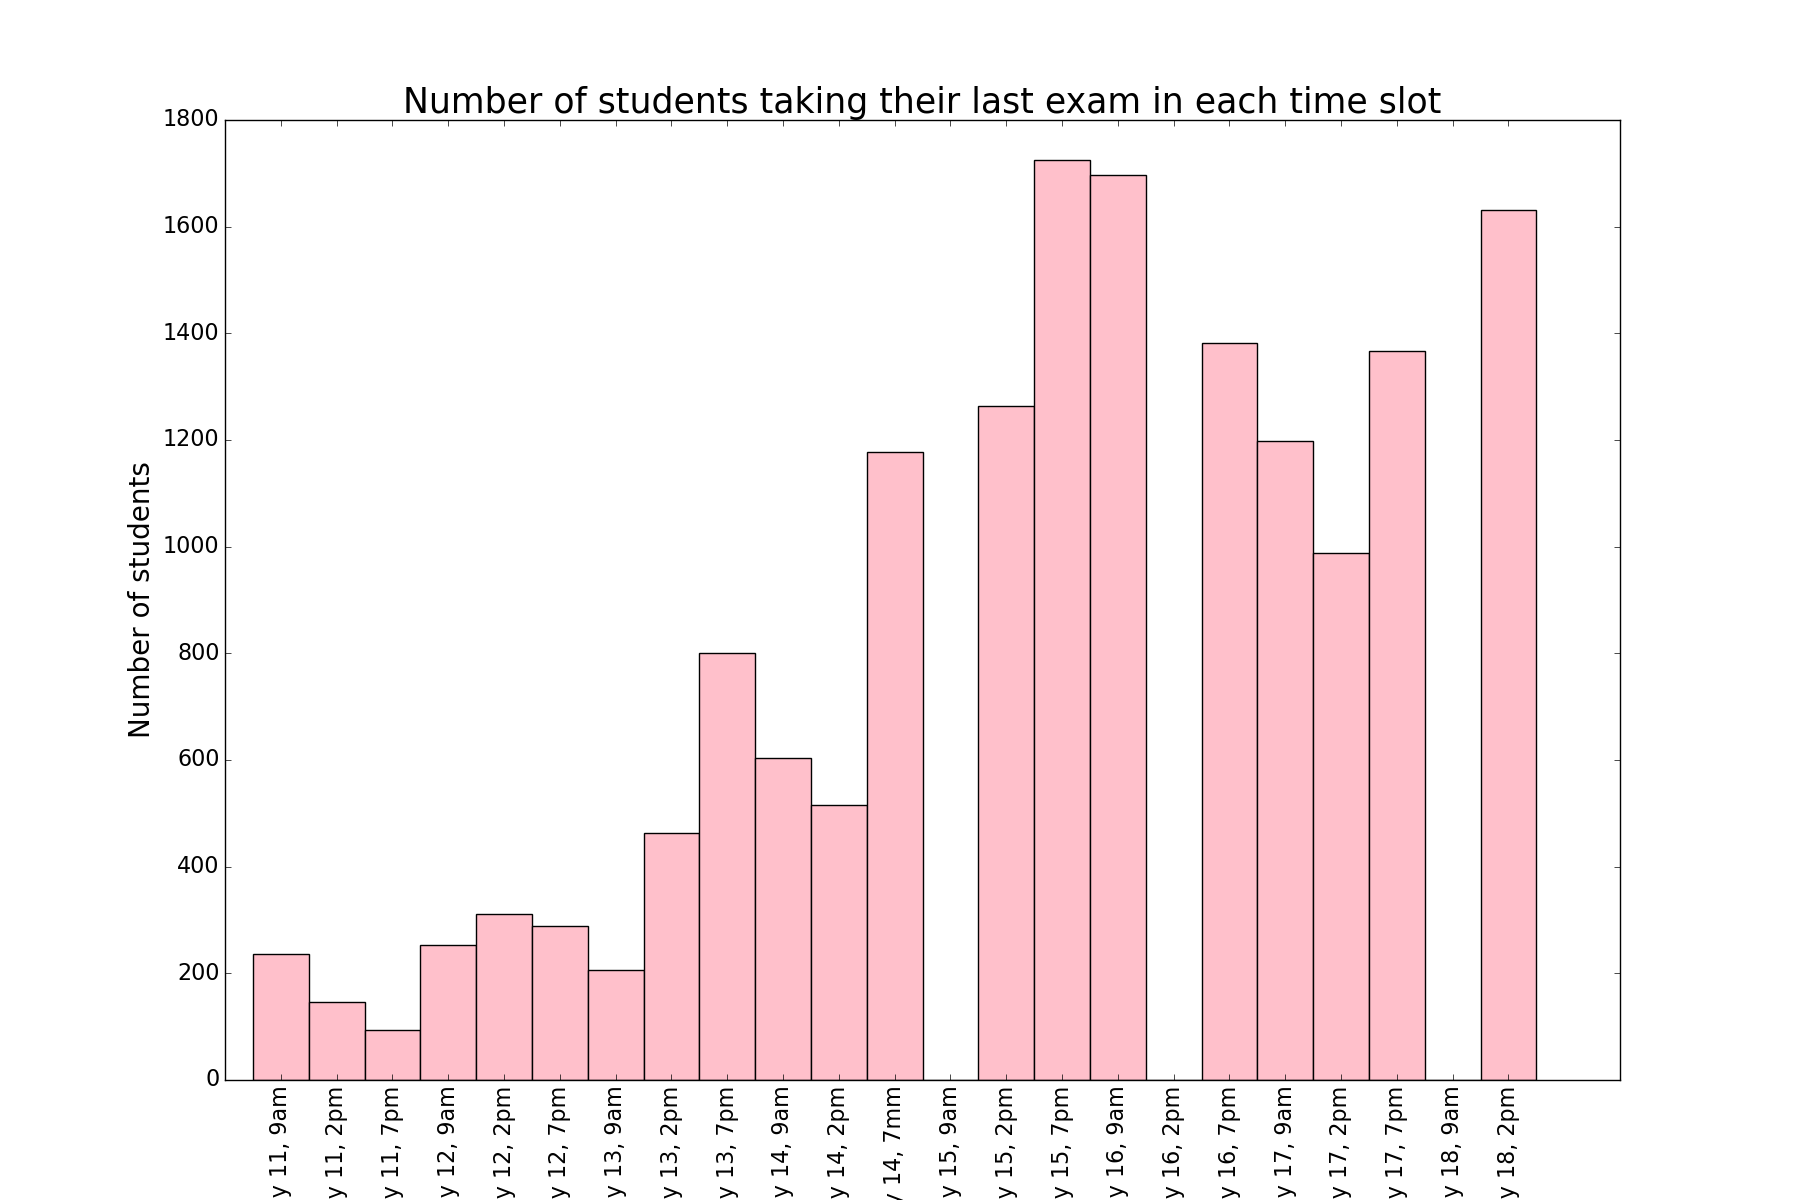 Number of students taking their last exam in each time slot
Number of students
1800
1600
1400
1200
1000
800
600
400
200
0
y 11, 9am
y 11, 2pm
y 11, 7pm
y 12, 9am
y 12, 2pm
y 12, 7pm
y 13, 9am
y 13, 2pm
y 13, 7pm
y 14, 9am
y 14, 2pm
y 14, 7mm
y 15, 9am
y 15, 2pm
y 15, 7pm
y 16, 9am
y 16, 2pm
y 16, 7pm
y 17, 9am
y 17, 2pm
y 17, 7pm
y 18, 9am
y 18, 2pm